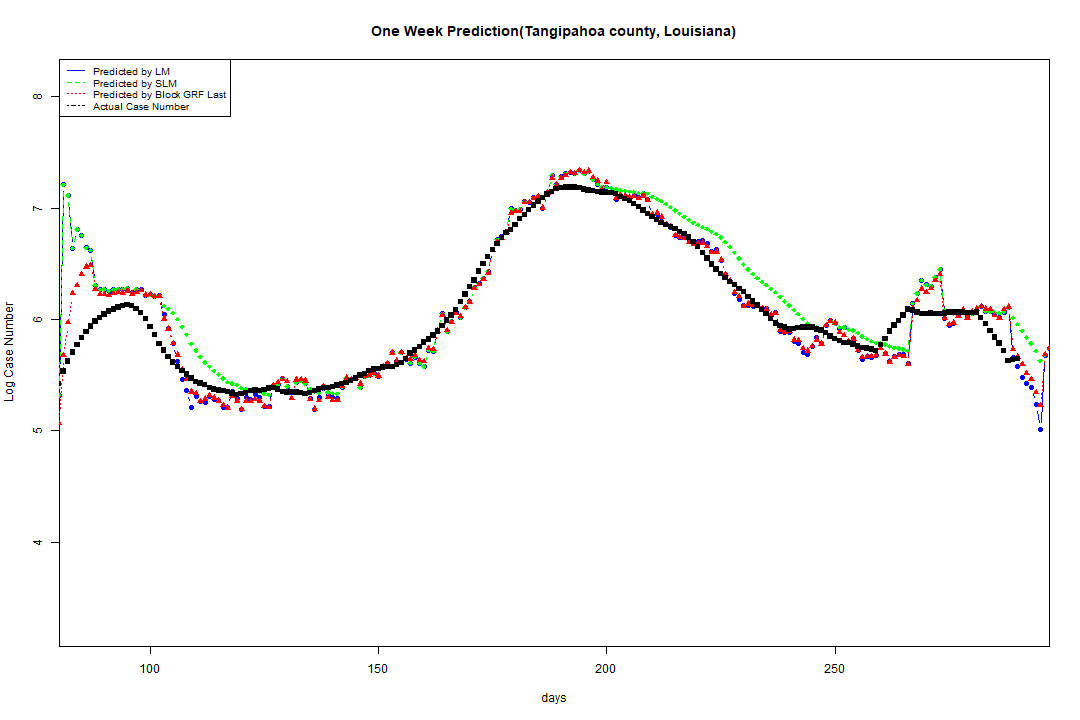 One Week Prediction(Tangipahoa county, Louisiana)
Predicted by LM
Predicted by SLM
Predicted by Block GRF Last
Actual Case Number
8
7
6
5
4
Log Case Number
100 150 200 250
days